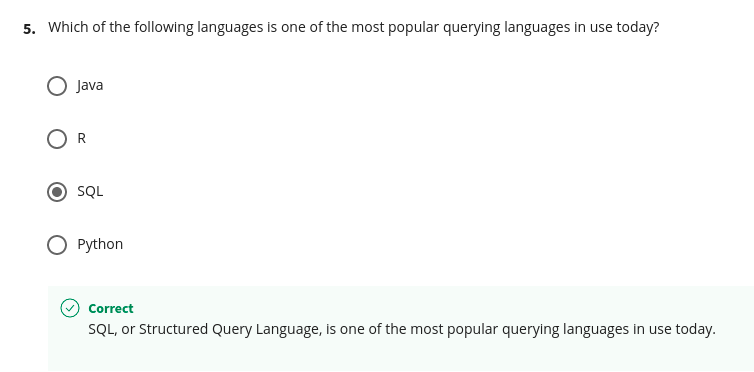 5. Which of the following languages is one of the most popular querying languages in use today?
Java
R
SQL
Python
Correct
SQL, or Structured Query Language, is one of the most popular querying languages in use today.